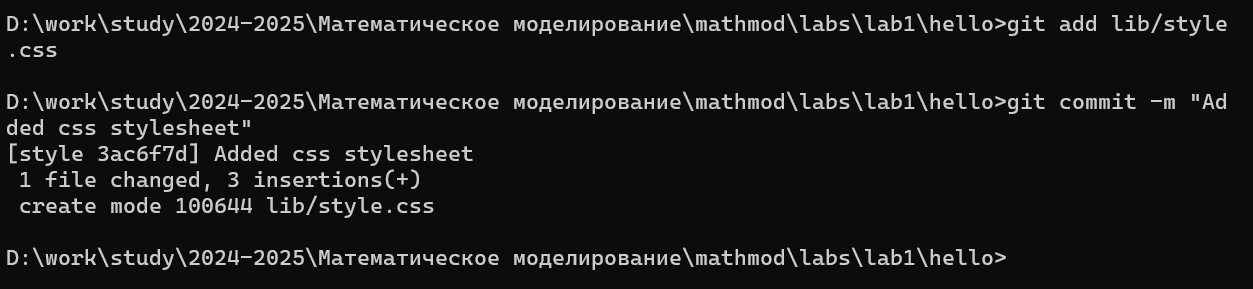 D:\work\study\2024-2025\Математическое моделирование\mathmod\labs\lab1\hello>git add lib/style
.css
D:\work\study\2024-2025\Математическое моделирование\mathmod\labs\lab1\hello>git commit -m "Ad
ded css stylesheet"
[style 3ac6f7d] Added css stylesheet
 1 file changed, 3 insertions(+)
 create mode 100644 lib/style.css
D:\work\study\2024-2025\Математическое моделирование\mathmod\labs\lab1\hello>